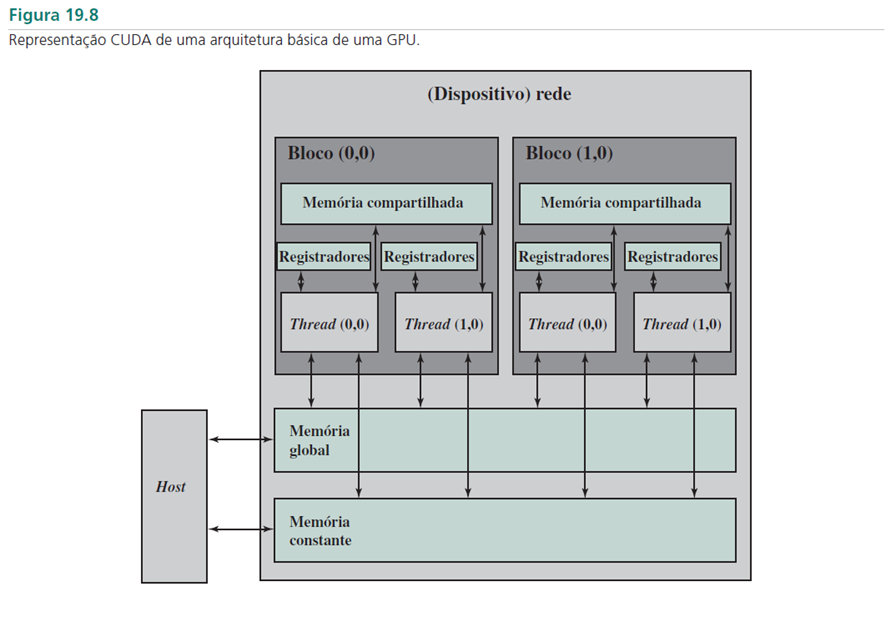 Figura 19.8
Representação CUDA de uma arquitetura básica de uma GPU.
(Dispositivo) rede
Bloco (0,0)
Bloco (1,0)
Memória compartilhada
Memória compartilhada
Registradores
Registradores
Registradores
Registradores
Thread (0,0)
Thread (1,0)
Thread (0,0)
Thread (1,0)
Memória
global
Host
Memória
constante